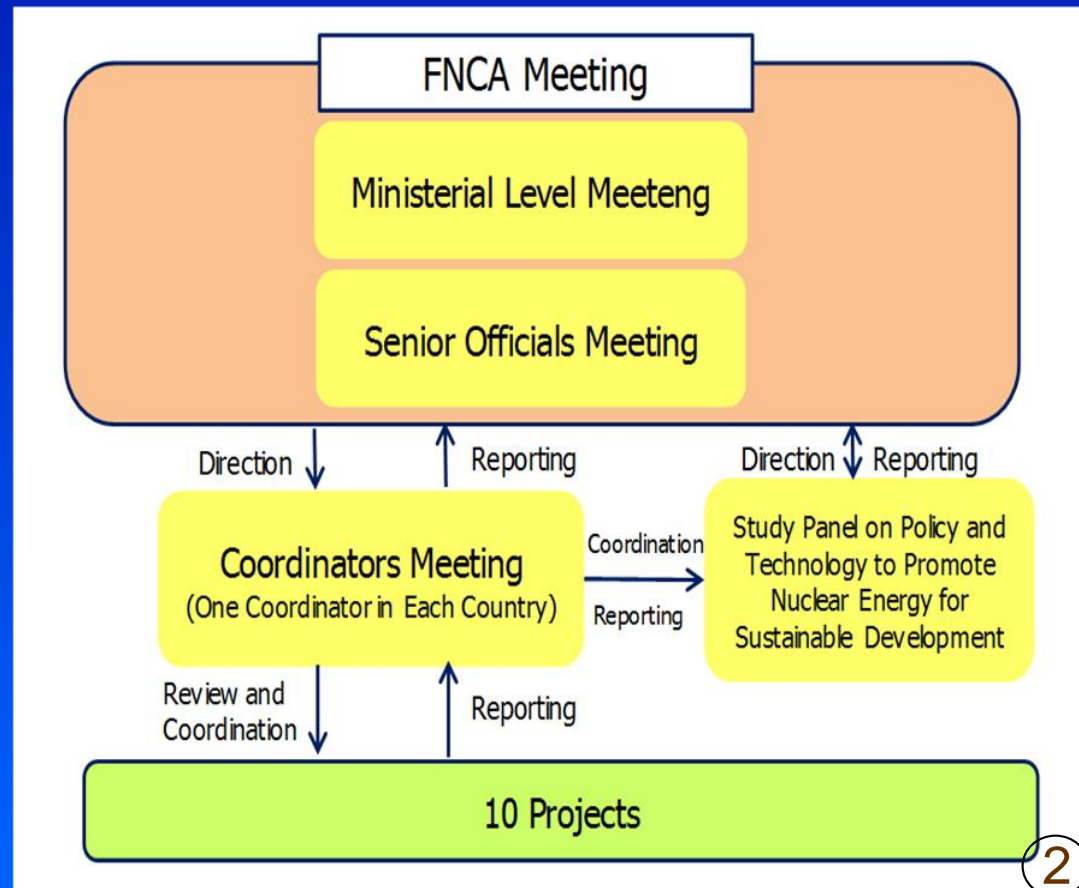 FNCA Meeting
Ministerial Level Meeteng
Senior Officials Meeting
Direction
Reporting
Direction
Reporting
Coordinators Meeting
(One Coordinator in Each Country)
Coordination
Reporting
Study Panel on Policy and
Technology to Promote
Nuclear Energy for
Sustainable Development
Review and
Coordination
Reporting
10 Projects
2